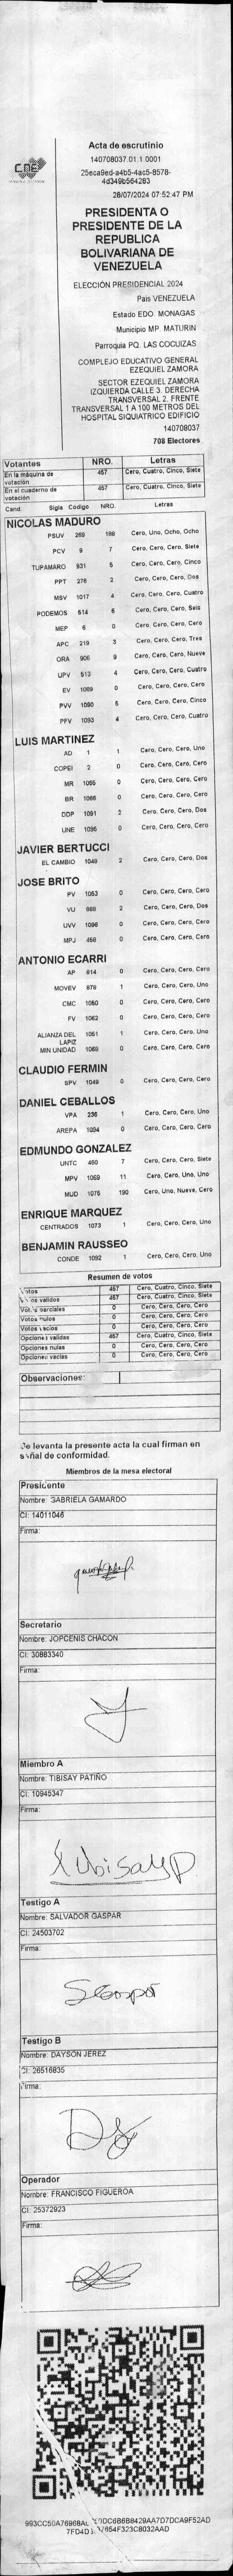 CNE
Acta de escrutinio
140708037.01.1.0001
25eca9ed-a4b5-4ac5-8578-
4d349b564283
28/07/2024 07:52:47 PM
PRESIDENTA O
PRESIDENTE DE LA
REPUBLICA
BOLIVARIANA DE
VENEZUELA
ELECCIÓN PRESIDENCIAL 2024
Pais VENEZUELA
Estado EDO. MONAGAS
Municipio MP. MATURIN
Parroquia PQ. LAS COCUIZAS
COMPLEJO EDUCATIVO GENERAL
EZEQUIEL ZAMORA
SECTOR EZEQUIEL ZAMORA
IZQUIERDA CALLE 3. DERECHA
TRANSVERSAL 2. FRENTE
TRANSVERSAL 1 A 100 METROS DEL
HOSPITAL SIQUIATRICO EDIFICIO
140708037
708 Electores
Votantes NRO. Letras
En la máquina de votación 457 Cero, Cuatro, Cinco, Siete
En el cuaderno de votación 457 Cero, Cuatro, Cinco, Siete
Cand. Sigla Codigo NRO. Letras
NICOLAS MADURO
PSUV 268 188 Cero, Uno, Ocho, Ocho
PCV 9 7 Cero, Cero, Cero, Siete
TUPAMARO 931 5 Cero, Cero, Cero, Cinco
PPT 276 2 Cero, Cero, Cero, Dos
MSV 1017 4 Cero, Cero, Cero, Cuatro
PODEMOS 514 6 Cero, Cero, Cero, Seis
MEP 6 0 Cero, Cero, Cero, Cero
APC 219 3 Cero, Cero, Cero, Tres
ORA 906 9 Cero, Cero, Cero, Nueve
UPV 513 4 Cero, Cero, Cero, Cuatro
EV 1089 0 Cero, Cero, Cero, Cero
PVV 1090 5 Cero, Cero, Cero, Cinco
PFV 1093 4 Cero, Cero, Cero, Cuatro
LUIS MARTINEZ
AD 1 1 Cero, Cero, Cero, Uno
COPEI 2 0 Cero, Cero, Cero, Cero
MR 1065 0 Cero, Cero, Cero, Cero
BR 1066 0 Cero, Cero, Cero, Cero
DDP 1091 2 Cero, Cero, Cero, Dos
UNE 1095 0 Cero, Cero, Cero, Cero
JAVIER BERTUCCI
EL CAMBIO 1048 2 Cero, Cero, Cero, Dos
JOSE BRITO
PV 1053 0 Cero, Cero, Cero, Cero
VU 888 2 Cero, Cero, Cero, Dos
UVV 1096 0 Cero, Cero, Cero, Cero
MPJ 458 0 Cero, Cero, Cero, Cero
ANTONIO ECARRI
AP 814 0 Cero, Cero, Cero, Cero
MOVEV 878 1 Cero, Cero, Cero, Uno
CMC 1050 0 Cero, Cero, Cero, Cero
FV 1062 0 Cero, Cero, Cero, Cero
ALIANZA DEL LAPIZ 1051 1 Cero, Cero, Cero, Uno
MIN UNIDAD 1068 0 Cero, Cero, Cero, Cero
CLAUDIO FERMIN
SPV 1049 0 Cero, Cero, Cero, Cero
DANIEL CEBALLOS
VPA 236 1 Cero, Cero, Cero, Uno
AREPA 1094 0 Cero, Cero, Cero, Cero
EDMUNDO GONZALEZ
UNTC 460 7 Cero, Cero, Cero, Siete
MPV 1069 11 Cero, Cero, Uno, Uno
MUD 1075 190 Cero, Uno, Nueve, Cero
ENRIQUE MARQUEZ
CENTRADOS 1073 1 Cero, Cero, Cero, Uno
BENJAMIN RAUSSEO
CONDE 1092 1 Cero, Cero, Cero, Uno
Resumen de votos
Votos 457 Cero, Cuatro, Cinco, Siete
Votos validos 457 Cero, Cuatro, Cinco, Siete
Votos parciales 0 Cero, Cero, Cero, Cero
Votos nulos 0 Cero, Cero, Cero, Cero
Votos vacios 0 Cero, Cero, Cero, Cero
Opciones validas 457 Cero, Cuatro, Cinco, Siete
Opciones nulas 0 Cero, Cero, Cero, Cero
Opciones vacias 0 Cero, Cero, Cero, Cero
Observaciones:
Se levanta la presente acta la cual firman en
señal de conformidad.
Miembros de la mesa electoral
Presidente
Nombre: GABRIELA GAMARDO
CI: 14011046
Firma:
Secretario
Nombre: JOPCENIS CHACON
CI: 30883340
Firma:
Miembro A
Nombre: TIBISAY PATIÑO
CI: 10945347
Firma:
Tibisay P.
Testigo A
Nombre: SALVADOR GASPAR
CI: 24503702
Firma:
SGaspar
Testigo B
Nombre: DAYSON JEREZ
CI: 26516835
Firma:
Operador
Nombre: FRANCISCO FIGUEROA
CI: 25372923
Firma: